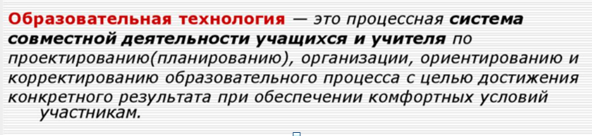 Образовательная технология — это процессная система
совместной деятельности учащихся и учителя по
проектированию(планированию), организации, ориентированию и
корректированию образовательного процесса с целью достижения
конкретного результата при обеспечении комфортных условий
участникам.